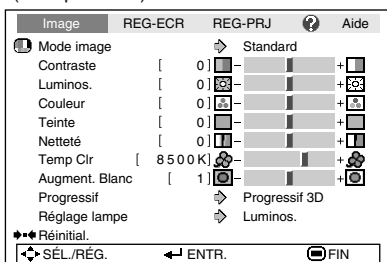 Image REG-ECR REG-PRJ ? Aide
Mode image Standard
Contraste [ 0] - +
Luminos. [ 0] - +
Couleur [ 0] - +
Teinte [ 0] - +
Netteté [ 0] - +
Temp Clr [ 8500K] - +
Augment. Blanc [ 1] - +
Progressif Progressif 3D
Réglage lampe Luminos.
Réinitial.
SÉL./RÉG. ENTR. FIN